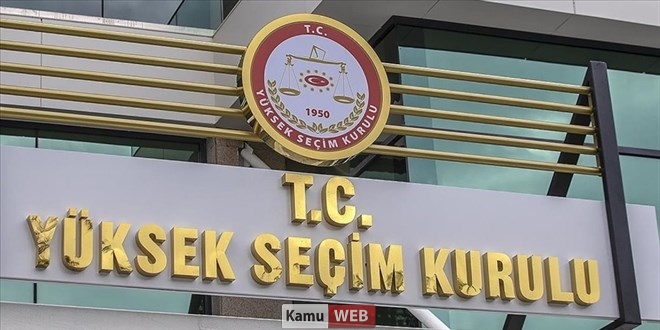 T.C.
1950
YÜKSEK SEÇİM KURULU
T.C.
YÜKSEK SEÇİM KURULU
Kamu WEB